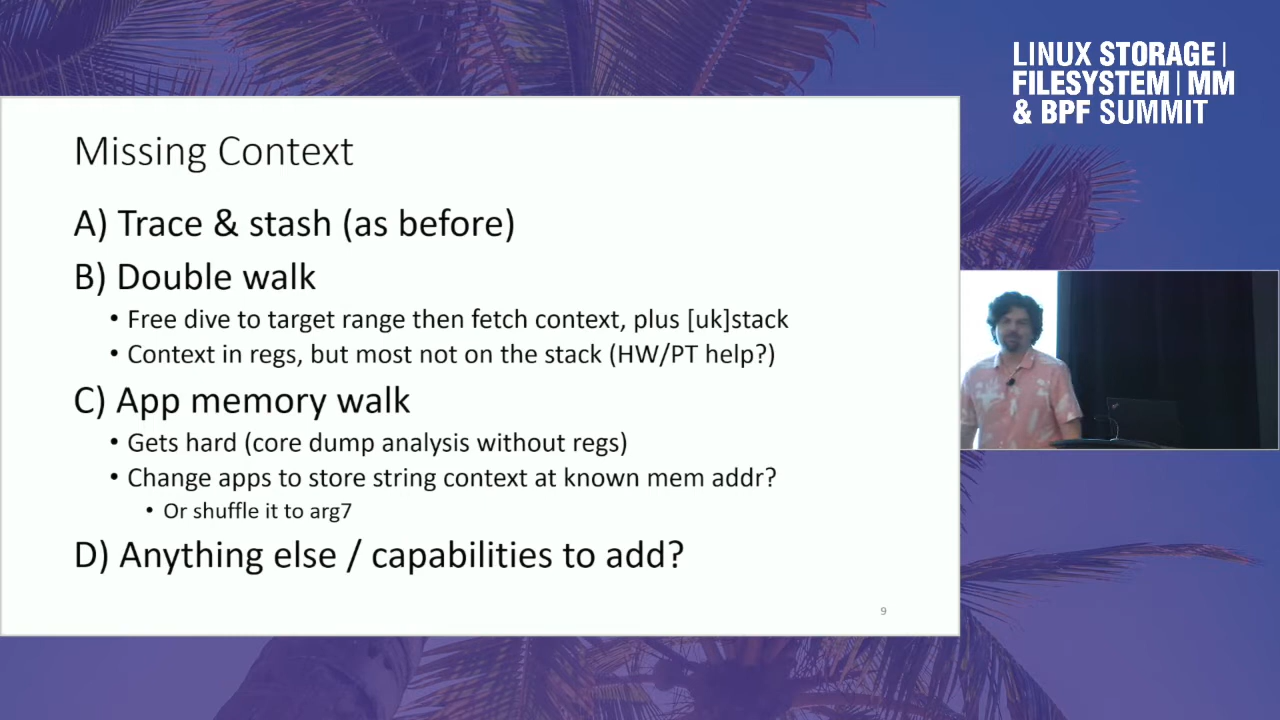 LINUX STORAGE |
FILESYSTEM | MM
& BPF SUMMIT
Missing Context
A) Trace & stash (as before)
B) Double walk
• Free dive to target range then fetch context, plus [uk]stack
• Context in regs, but most not on the stack (HW/PT help?)
C) App memory walk
• Gets hard (core dump analysis without regs)
• Change apps to store string context at known mem addr?
• Or shuffle it to arg7
D) Anything else / capabilities to add?
9